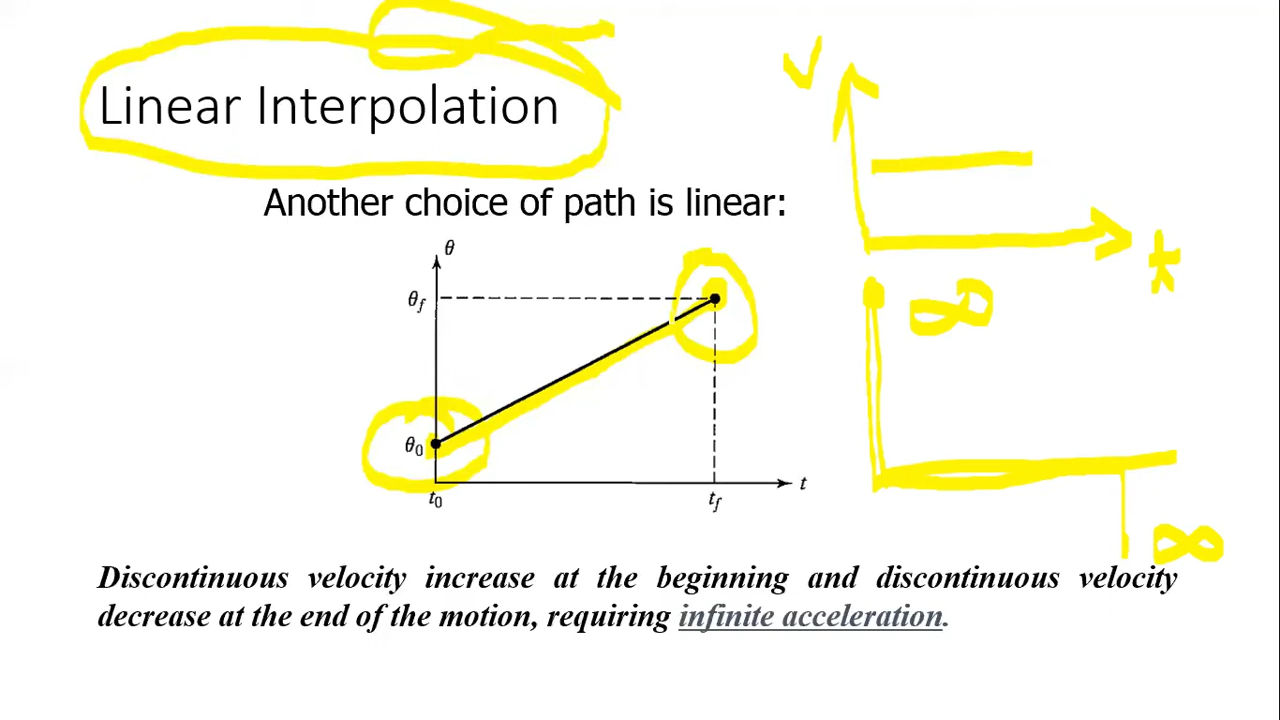 Linear Interpolation
V
t
Another choice of path is linear:
θ
θf
θ0
t0
tf
t
∞
∞
Discontinuous velocity increase at the beginning and discontinuous velocity
decrease at the end of the motion, requiring infinite acceleration.